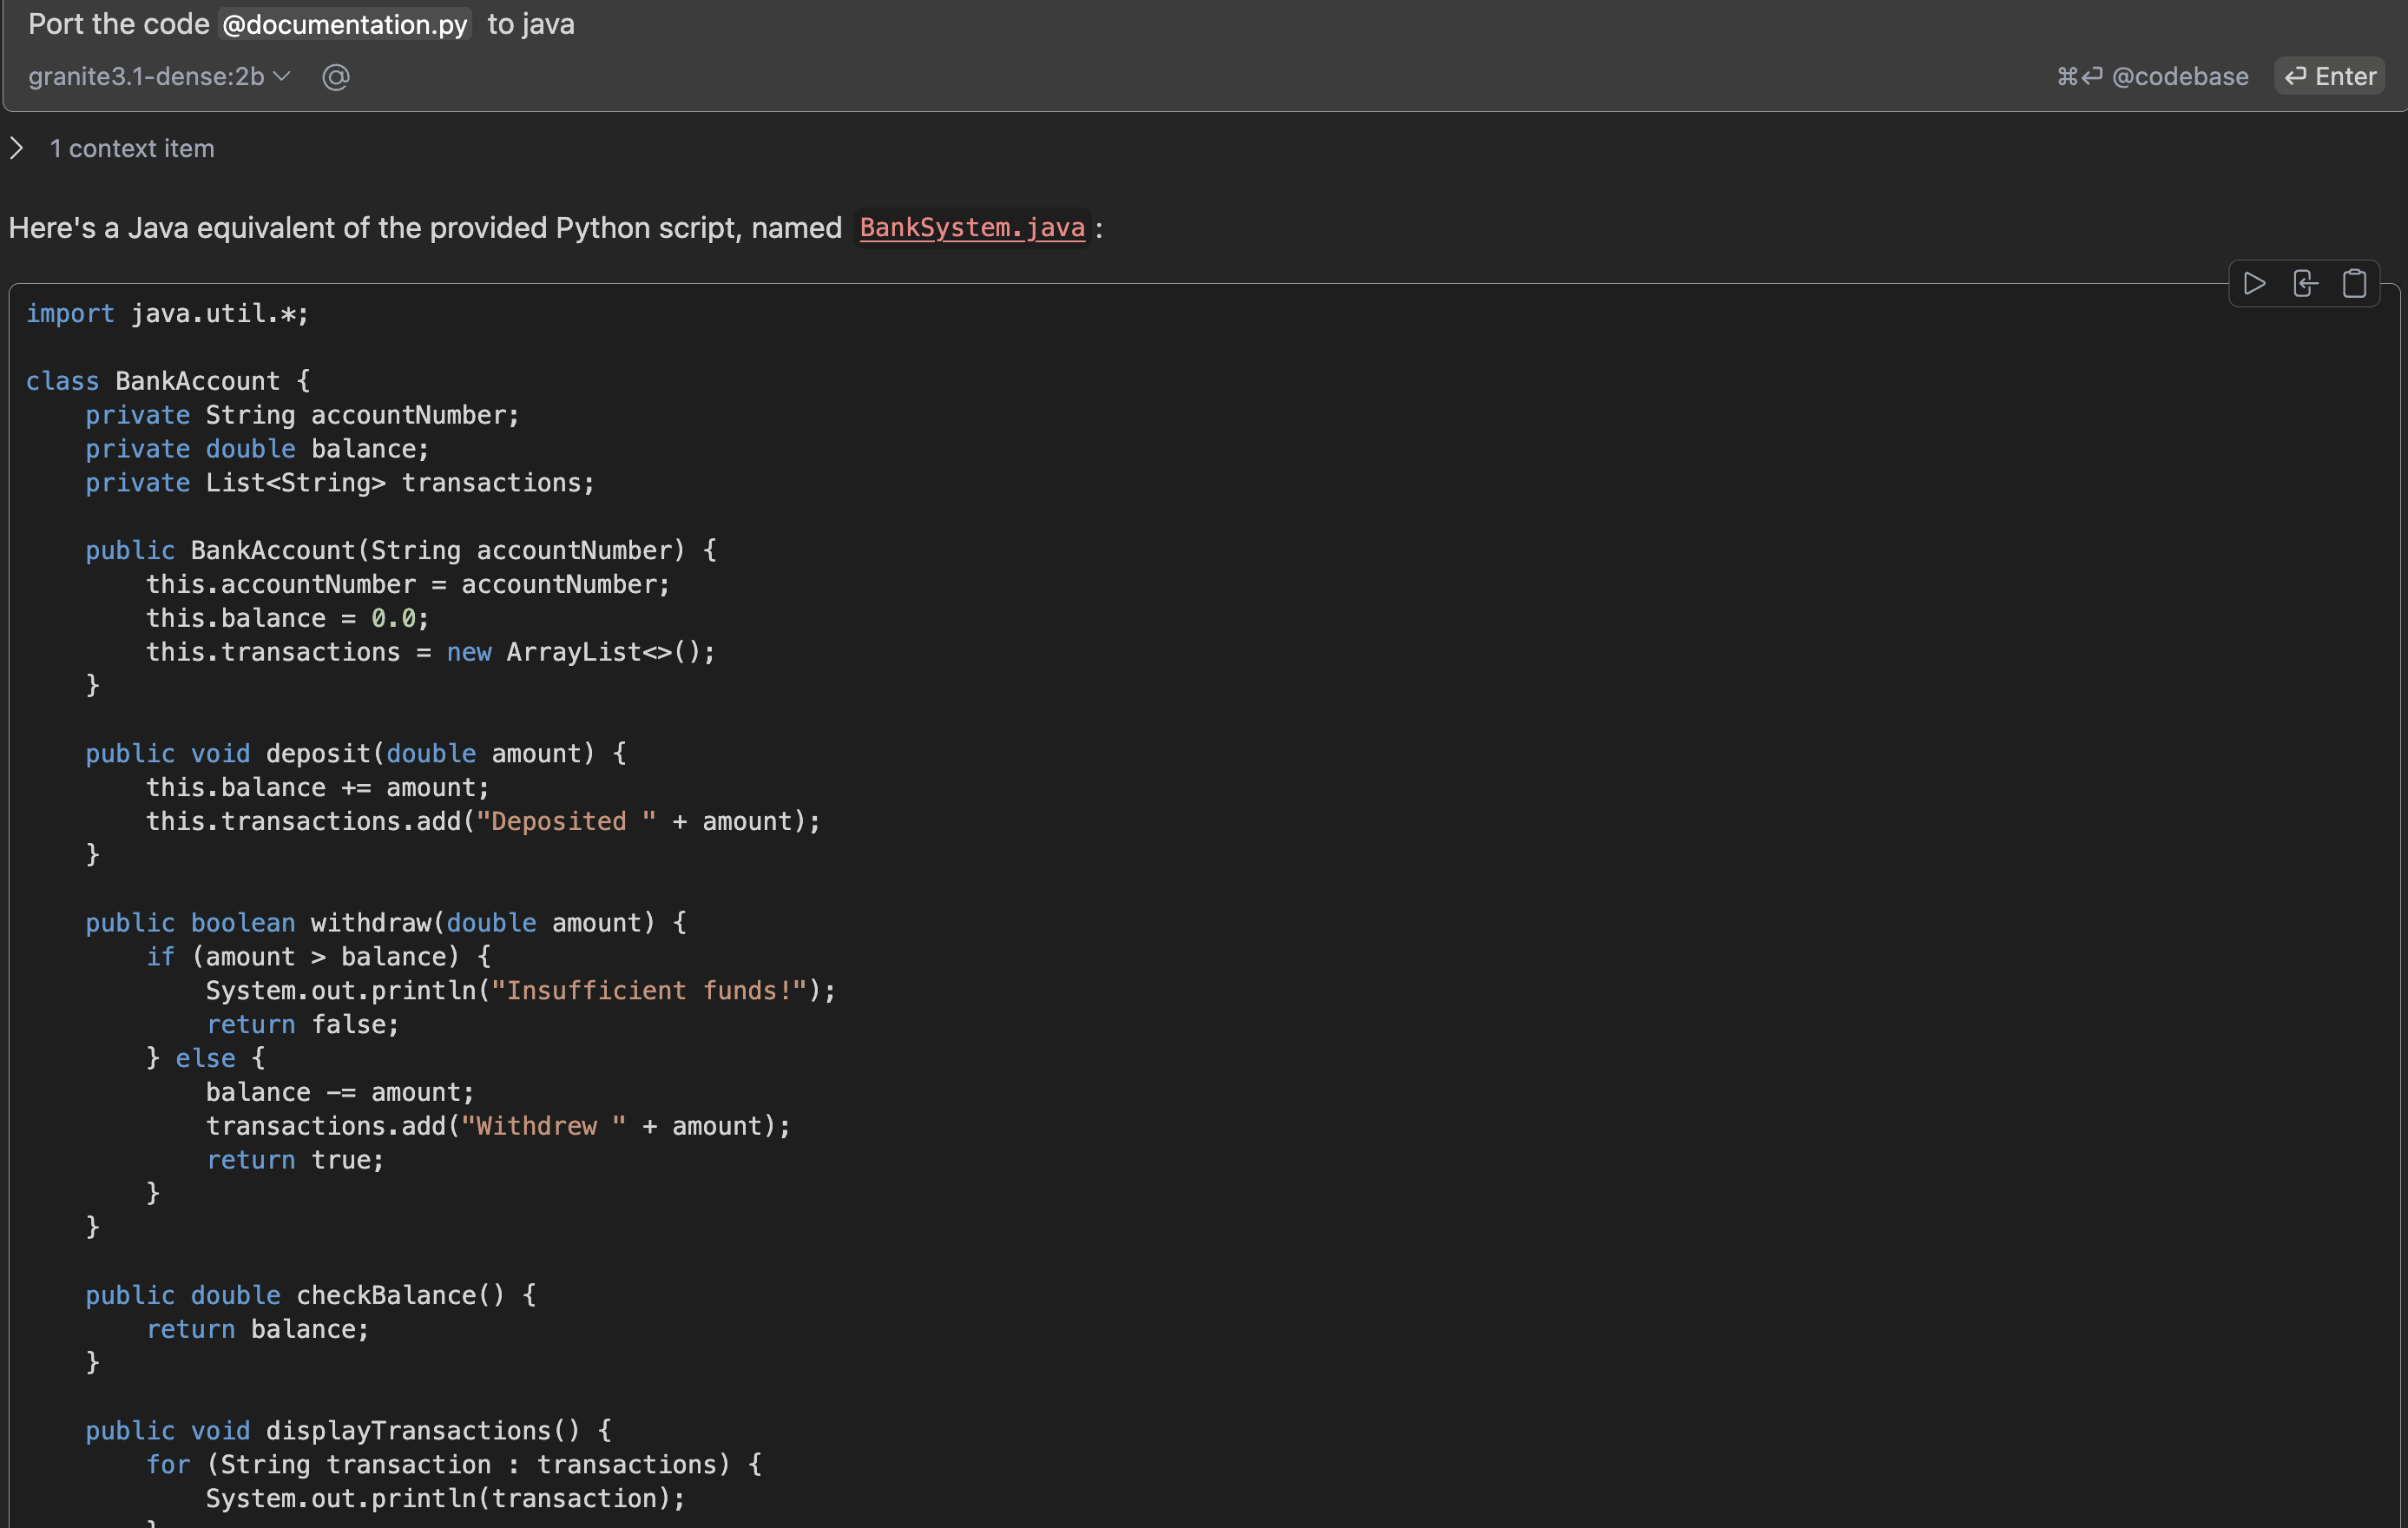 Port the code @documentation.py to java
granite3.1-dense:2b @ ⌘⏎ @codebase ⏎ Enter
1 context item
Here's a Java equivalent of the provided Python script, named BankSystem.java :
import java.util.*;
class BankAccount {
    private String accountNumber;
    private double balance;
    private List<String> transactions;
    public BankAccount(String accountNumber) {
        this.accountNumber = accountNumber;
        this.balance = 0.0;
        this.transactions = new ArrayList<>();
    }
    public void deposit(double amount) {
        this.balance += amount;
        this.transactions.add("Deposited " + amount);
    }
    public boolean withdraw(double amount) {
        if (amount > balance) {
            System.out.println("Insufficient funds!");
            return false;
        } else {
            balance -= amount;
            transactions.add("Withdrew " + amount);
            return true;
        }
    }
    public double checkBalance() {
        return balance;
    }
    public void displayTransactions() {
        for (String transaction : transactions) {
            System.out.println(transaction);
        }